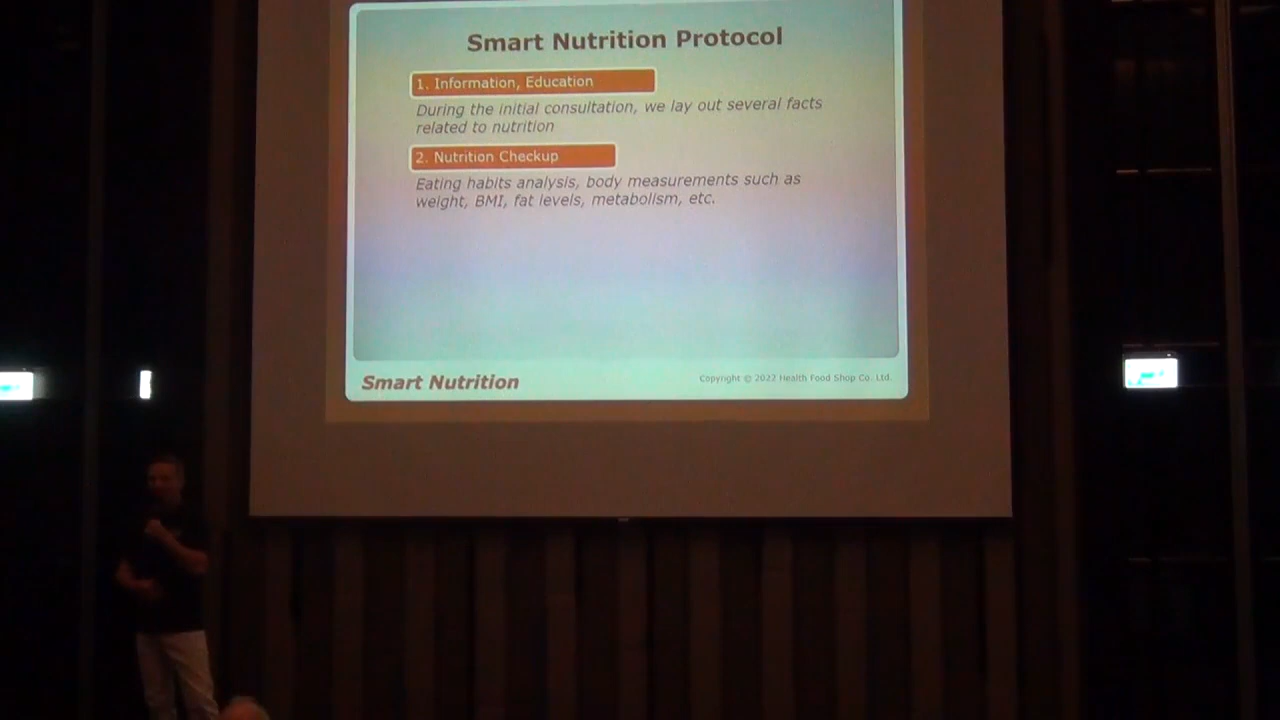 Smart Nutrition Protocol
1. Information, Education
During the initial consultation, we lay out several facts
related to nutrition
2. Nutrition Checkup
Eating habits analysis, body measurements such as
weight, BMI, fat levels, metabolism, etc.
Smart Nutrition
Copyright © 2022 Health Food Shop Co. Ltd.